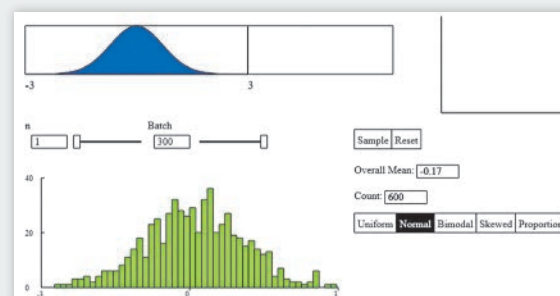 -3 3
n Batch
1 300
Sample Reset
Overall Mean: -0.17
Count: 600
Uniform Normal Bimodal Skewed Proportion
40
20
0
-3 0 1